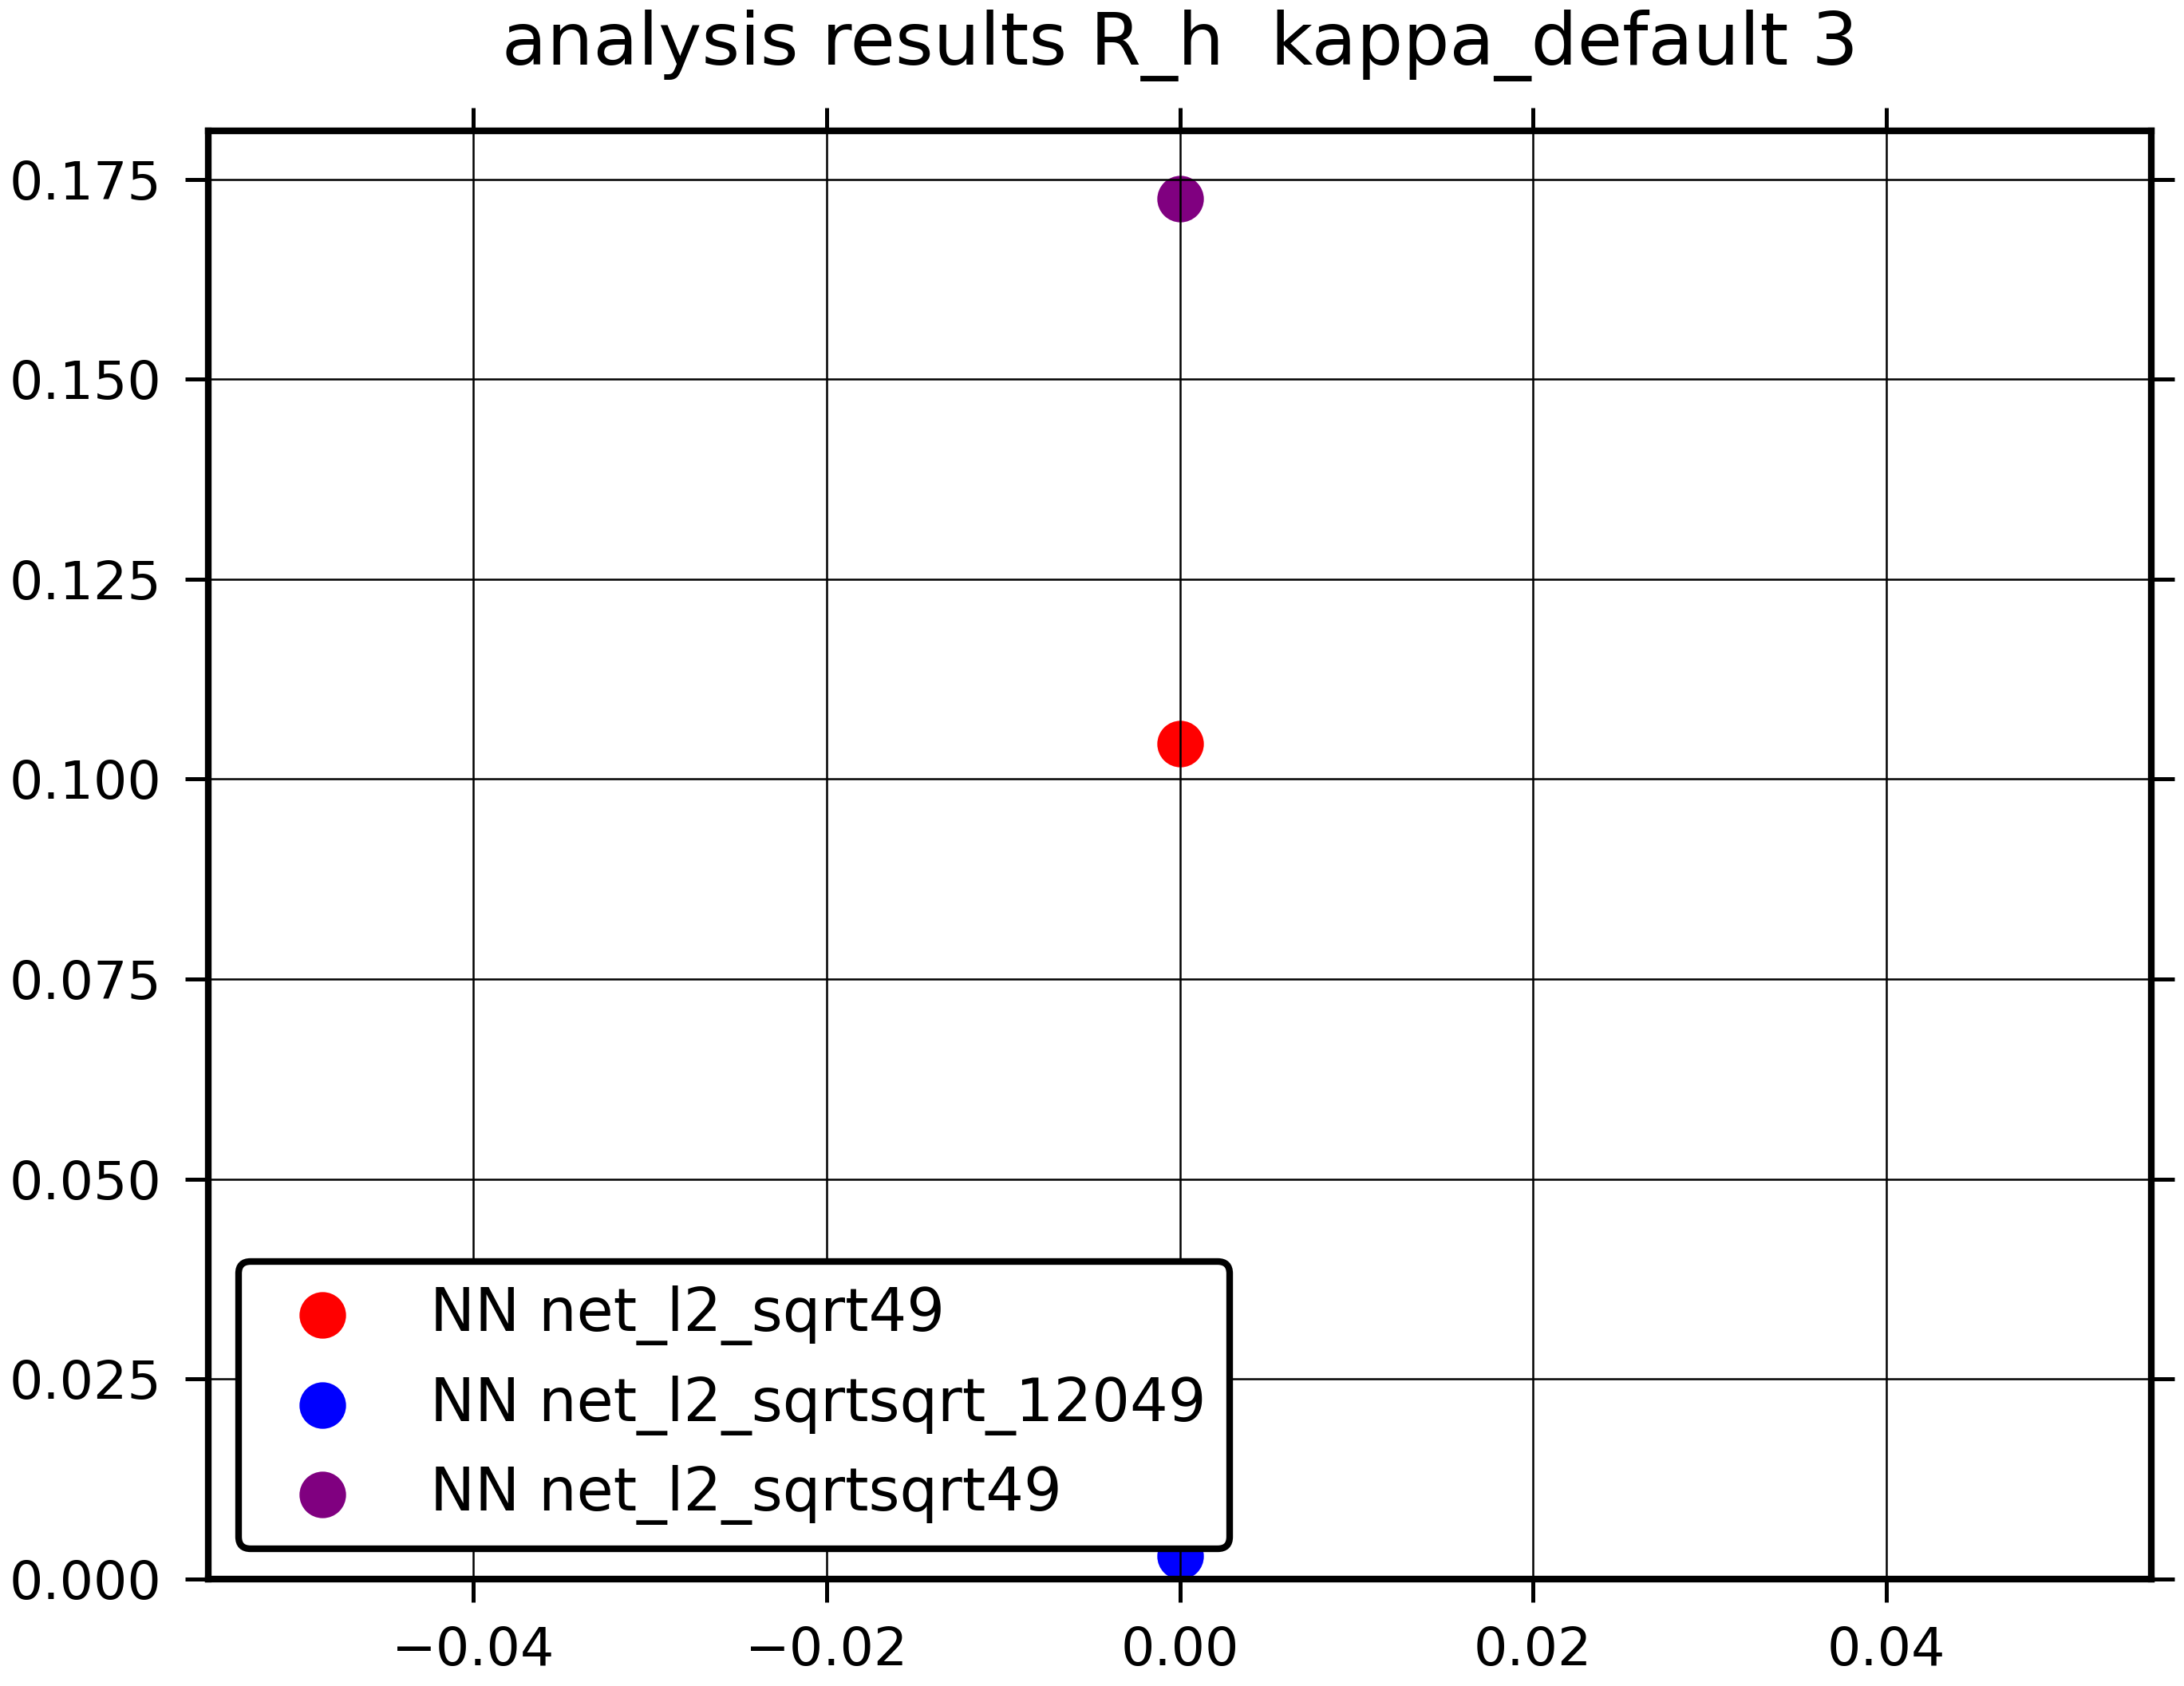 analysis results R_h  kappa_default 3
0.175
0.150
0.125
0.100
0.075
0.050
0.025
0.000
NN net_l2_sqrt49
NN net_l2_sqrtsqrt_12049
NN net_l2_sqrtsqrt49
−0.04 −0.02 0.00 0.02 0.04